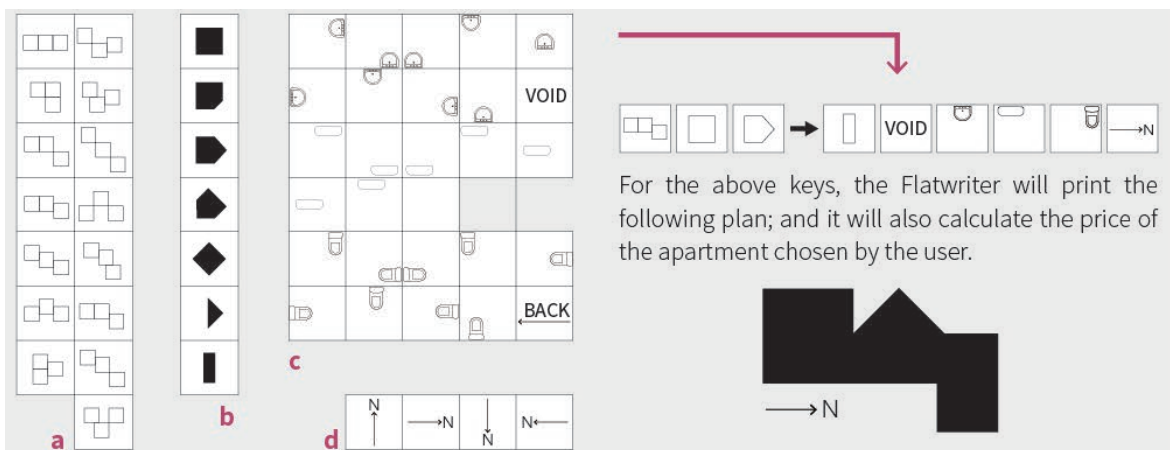 VOID
BACK
a
b
c
d
N
N
N
N
VOID
N
For the above keys, the Flatwriter will print the
following plan; and it will also calculate the price of
the apartment chosen by the user.
N